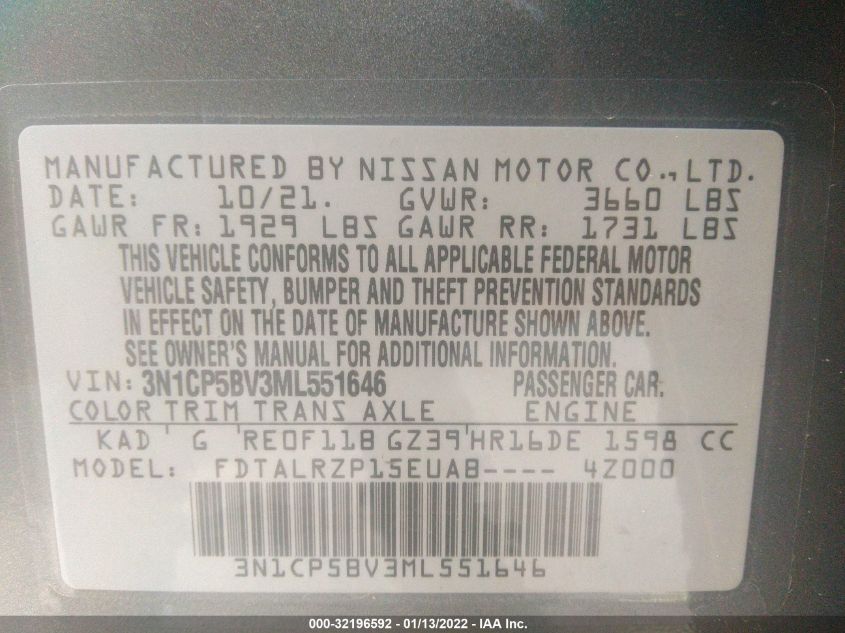 MANUFACTURED BY NISSAN MOTOR CO., LTD.
DATE: 10/21. GVWR: 3660 LBS
GAWR FR: 1929 LBS GAWR RR: 1731 LBS
THIS VEHICLE CONFORMS TO ALL APPLICABLE FEDERAL MOTOR
VEHICLE SAFETY, BUMPER AND THEFT PREVENTION STANDARDS
IN EFFECT ON THE DATE OF MANUFACTURE SHOWN ABOVE.
SEE OWNER'S MANUAL FOR ADDITIONAL INFORMATION.
VIN: 3N1CP5BV3ML551646 PASSENGER CAR.
COLOR TRIM TRANS AXLE ENGINE
KAD G RE0F11B GZ39 HR16DE 1598 CC
MODEL: FDTALRZP15EUAB---- 4Z000
3N1CP5BV3ML551646
000-32196592 - 01/13/2022 - IAA Inc.